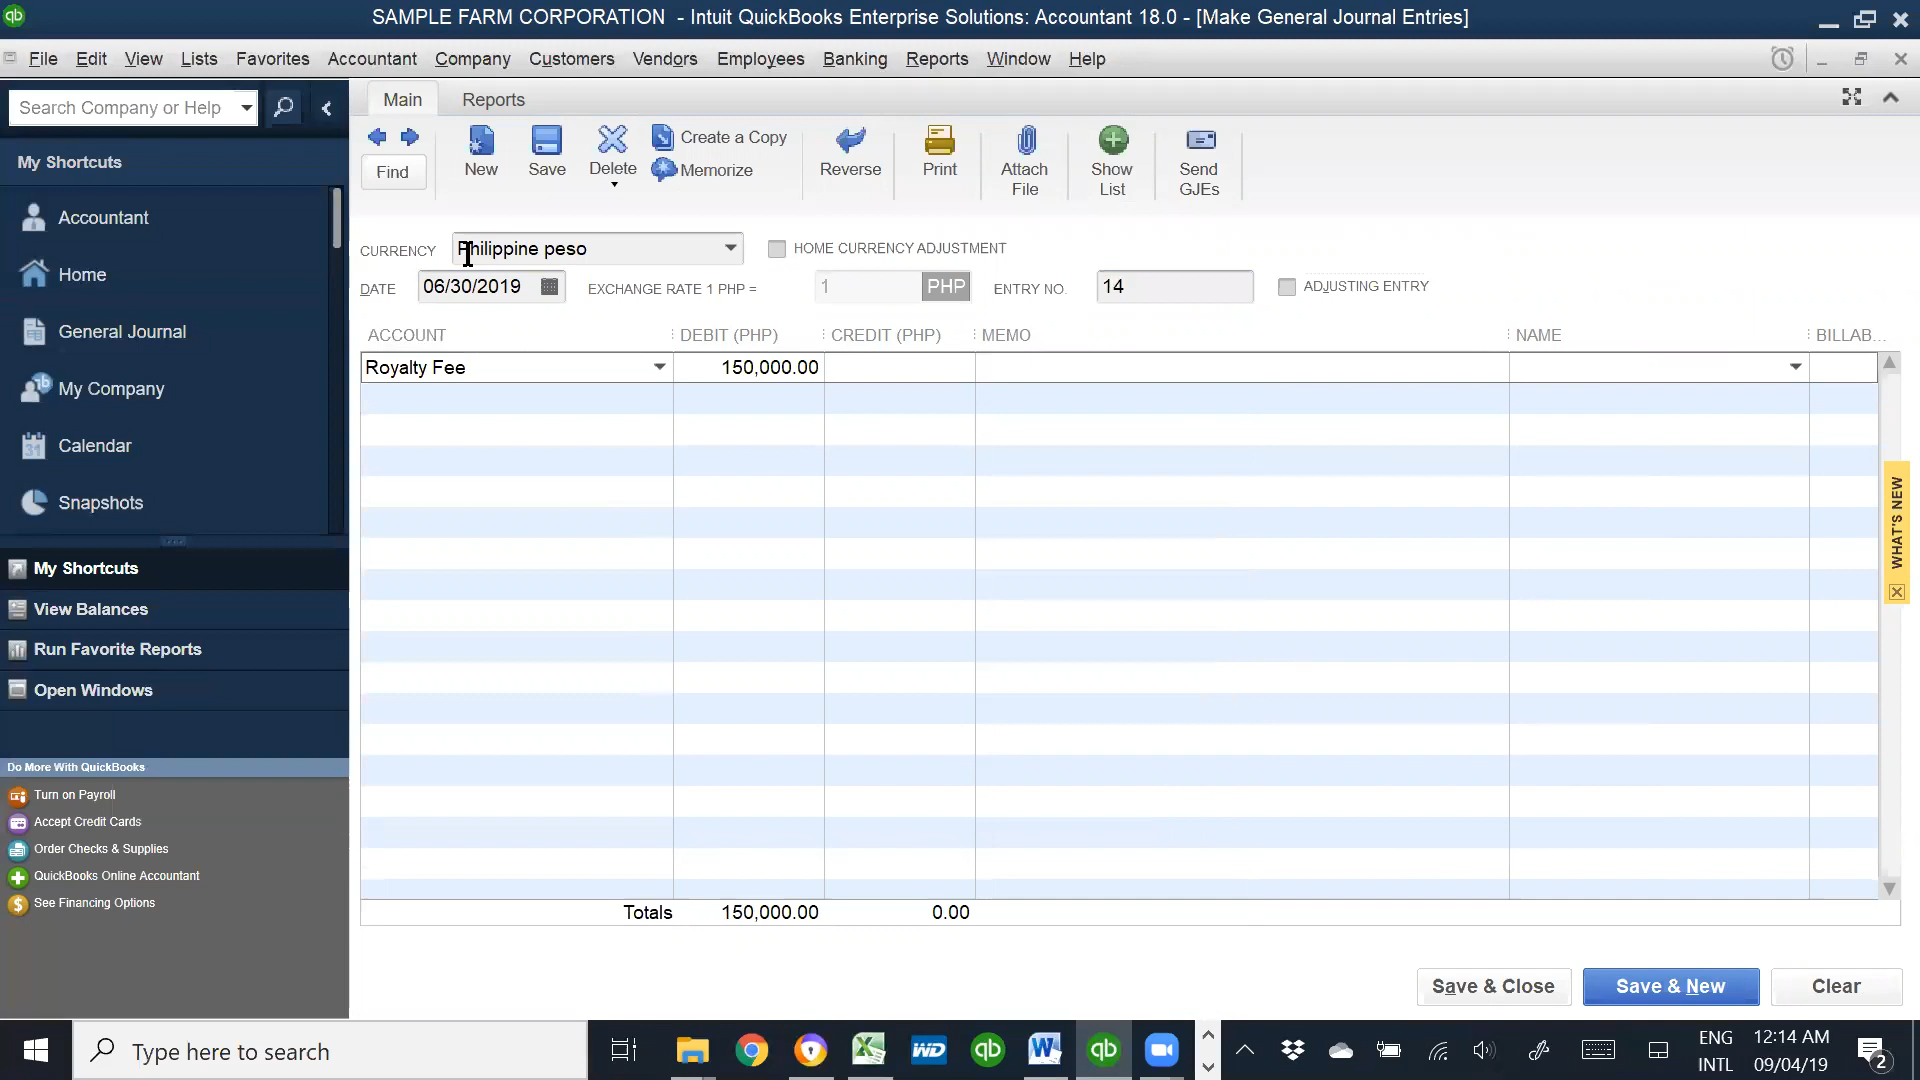 SAMPLE FARM CORPORATION - Intuit QuickBooks Enterprise Solutions: Accountant 18.0 - [Make General Journal Entries]
File Edit View Lists Favorites Accountant Company Customers Vendors Employees Banking Reports Window Help
Search Company or Help
My Shortcuts
Accountant
Home
General Journal
My Company
Calendar
Snapshots
My Shortcuts
View Balances
Run Favorite Reports
Open Windows
Do More With QuickBooks
Turn on Payroll
Accept Credit Cards
Order Checks & Supplies
QuickBooks Online Accountant
See Financing Options
Main Reports
Find
New
Save
Delete
Create a Copy
Memorize
Reverse
Print
Attach File
Show List
Send GJEs
CURRENCY Philippine peso HOME CURRENCY ADJUSTMENT
DATE 06/30/2019 EXCHANGE RATE 1 PHP = 1 PHP ENTRY NO. 14 ADJUSTING ENTRY
ACCOUNT DEBIT (PHP) CREDIT (PHP) MEMO NAME BILLAB...
Royalty Fee 150,000.00
Totals 150,000.00 0.00
WHAT'S NEW
Save & Close Save & New Clear
Type here to search
ENG 12:14 AM
INTL 09/04/19
2